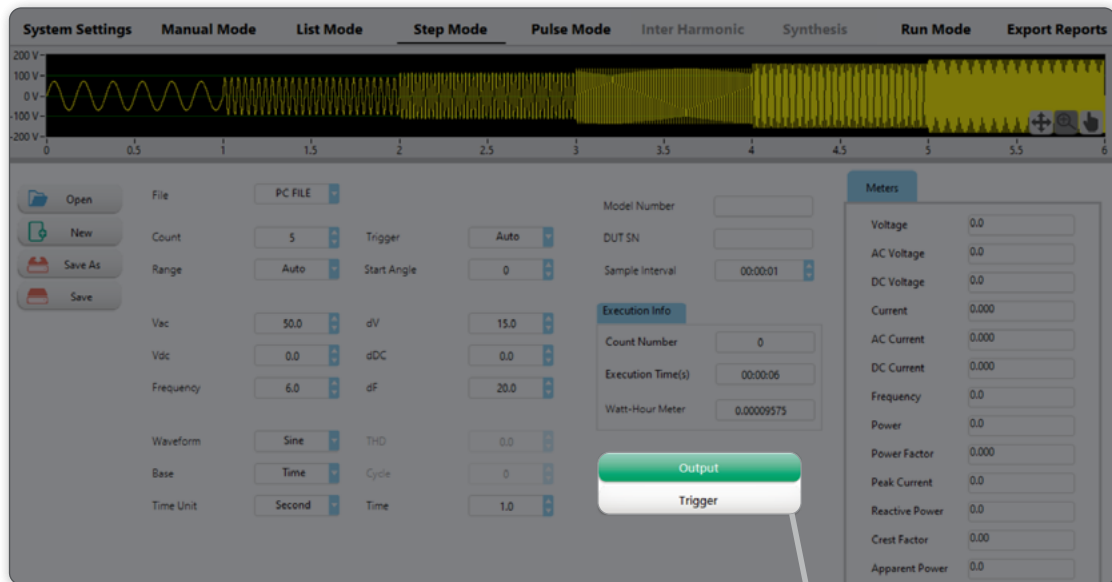 System Settings Manual Mode List Mode Step Mode Pulse Mode Inter Harmonic Synthesis Run Mode Export Reports
200 V
100 V
0 V
-100 V
-200 V
0 0.5 1 1.5 2 2.5 3 3.5 4 4.5 5 5.5 6
Open
New
Save As
Save
File PC FILE
Count 5 Trigger Auto
Range Auto Start Angle 0
Vac 50.0 dV 15.0
Vdc 0.0 dDC 0.0
Frequency 6.0 dF 20.0
Waveform Sine THD 0.0
Base Time Cycle 0
Time Unit Second Time 1.0
Model Number
DUT SN
Sample Interval 00:00:01
Execution Info
Count Number 0
Execution Time(s) 00:00:06
Watt-Hour Meter 0.00009575
Output
Trigger
Meters
Voltage 0.0
AC Voltage 0.0
DC Voltage 0.0
Current 0.000
AC Current 0.000
DC Current 0.000
Frequency 0.0
Power 0.0
Power Factor 0.000
Peak Current 0.0
Reactive Power 0.0
Crest Factor 0.00
Apparent Power 0.0